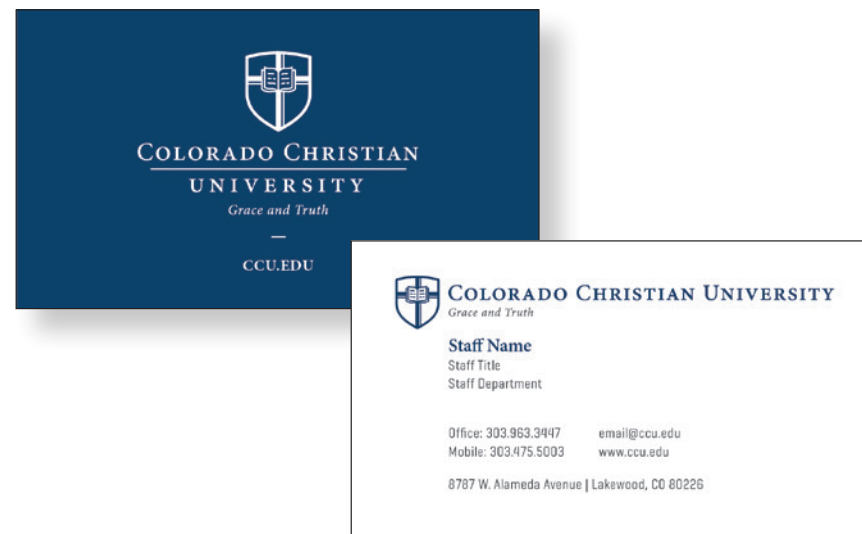 COLORADO CHRISTIAN
UNIVERSITY
Grace and Truth
—
CCU.EDU
COLORADO CHRISTIAN UNIVERSITY
Grace and Truth
Staff Name
Staff Title
Staff Department
Office: 303.963.3447 email@ccu.edu
Mobile: 303.475.5003 www.ccu.edu
8787 W. Alameda Avenue | Lakewood, CO 80226